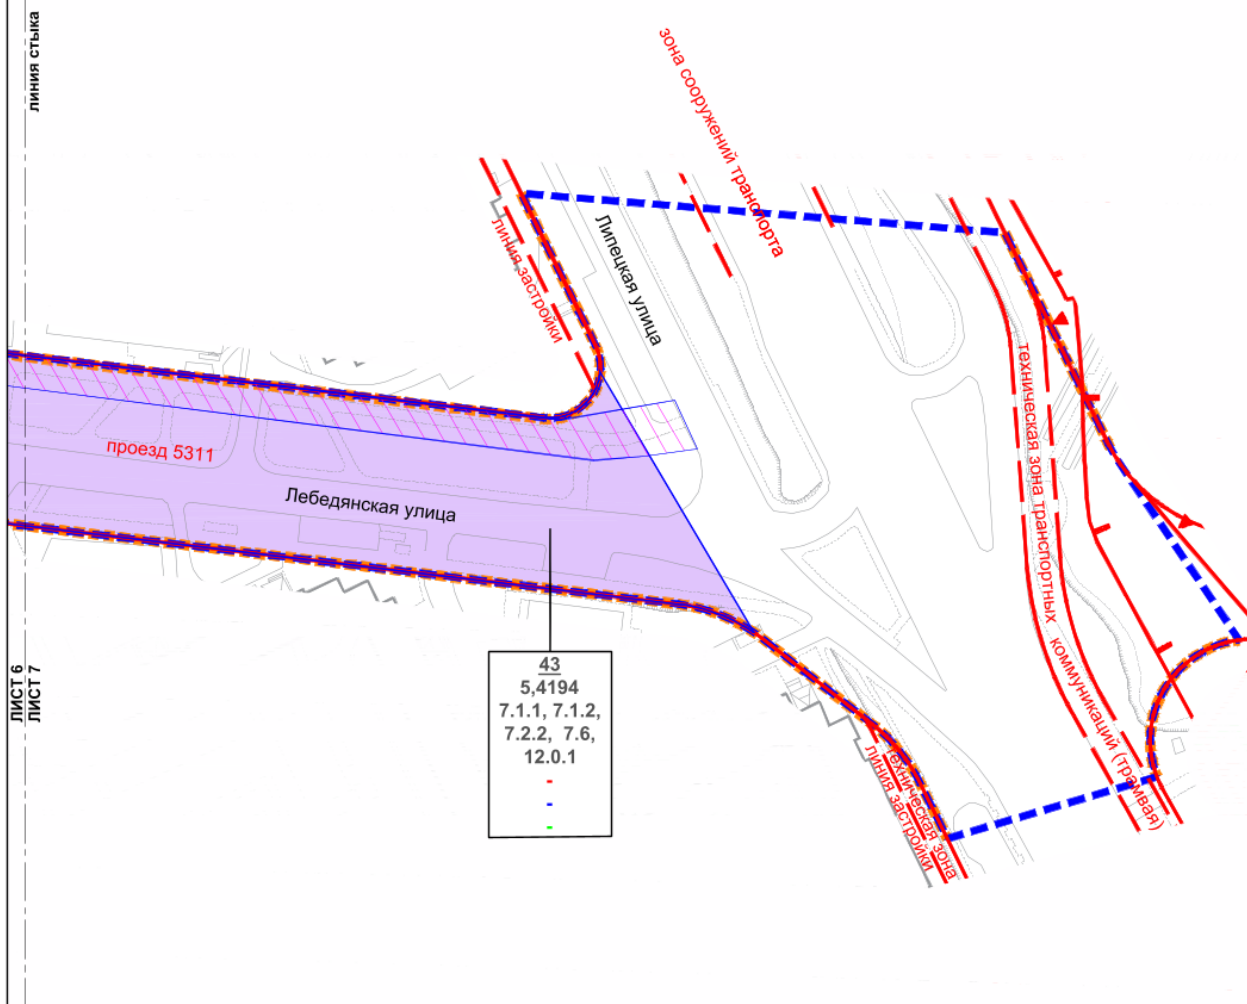 линия стыка
зона сооружений транспорта
Липецкая улица
линия застройки
проезд 5311
Лебедянская улица
техническая зона транспортных коммуникаций (трамвая)
ЛИСТ 6
ЛИСТ 7
43
5,4194
7.1.1, 7.1.2,
7.2.2, 7.6,
12.0.1
-
-
-
техническая зона
линия застройки